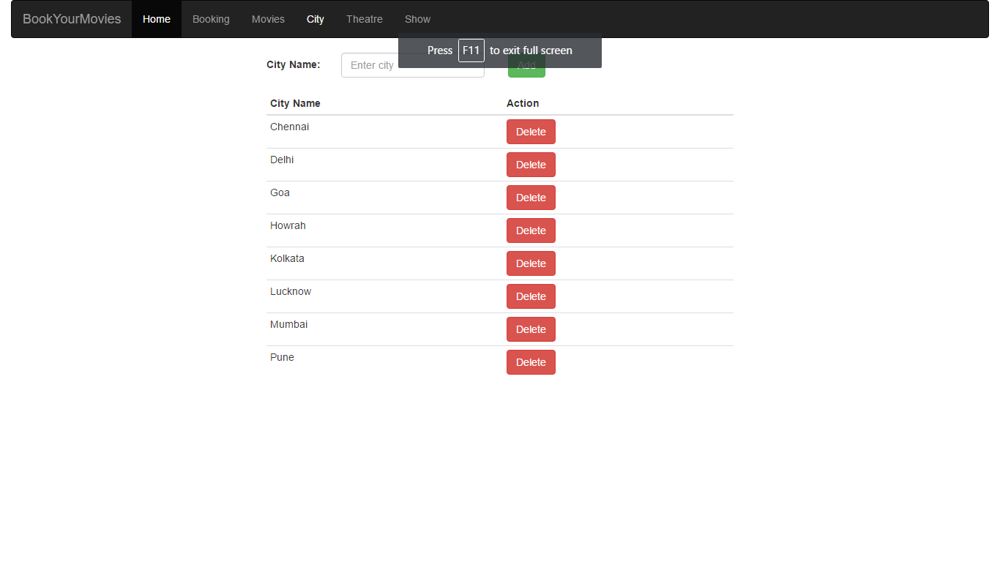 BookYourMovies Home Booking Movies City Theatre Show
Press F11 to exit full screen
City Name: Enter city Add
City Name Action
Chennai Delete
Delhi Delete
Goa Delete
Howrah Delete
Kolkata Delete
Lucknow Delete
Mumbai Delete
Pune Delete